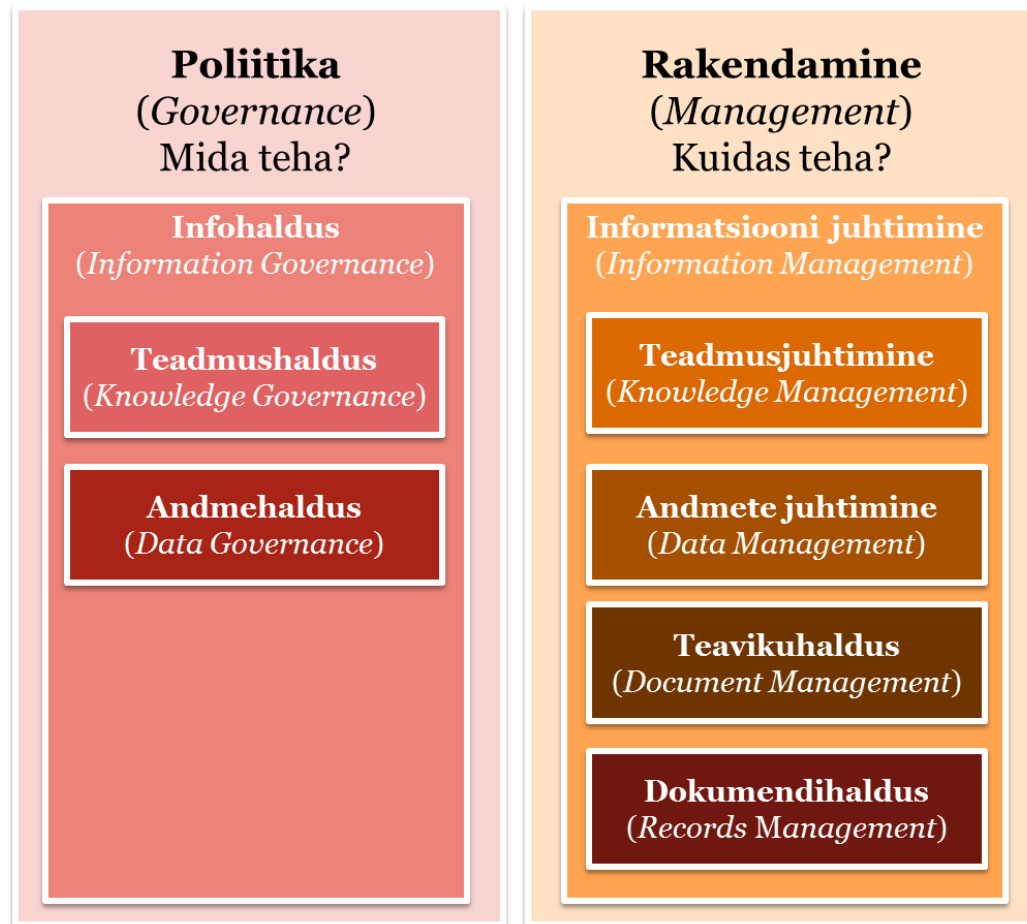 Poliitika
(Governance)
Mida teha?
Infohaldus
(Information Governance)
Teadmushaldus
(Knowledge Governance)
Andmehaldus
(Data Governance)
Rakendamine
(Management)
Kuidas teha?
Informatsiooni juhtimine
(Information Management)
Teadmusjuhtimine
(Knowledge Management)
Andmete juhtimine
(Data Management)
Teavikuhaldus
(Document Management)
Dokumendihaldus
(Records Management)